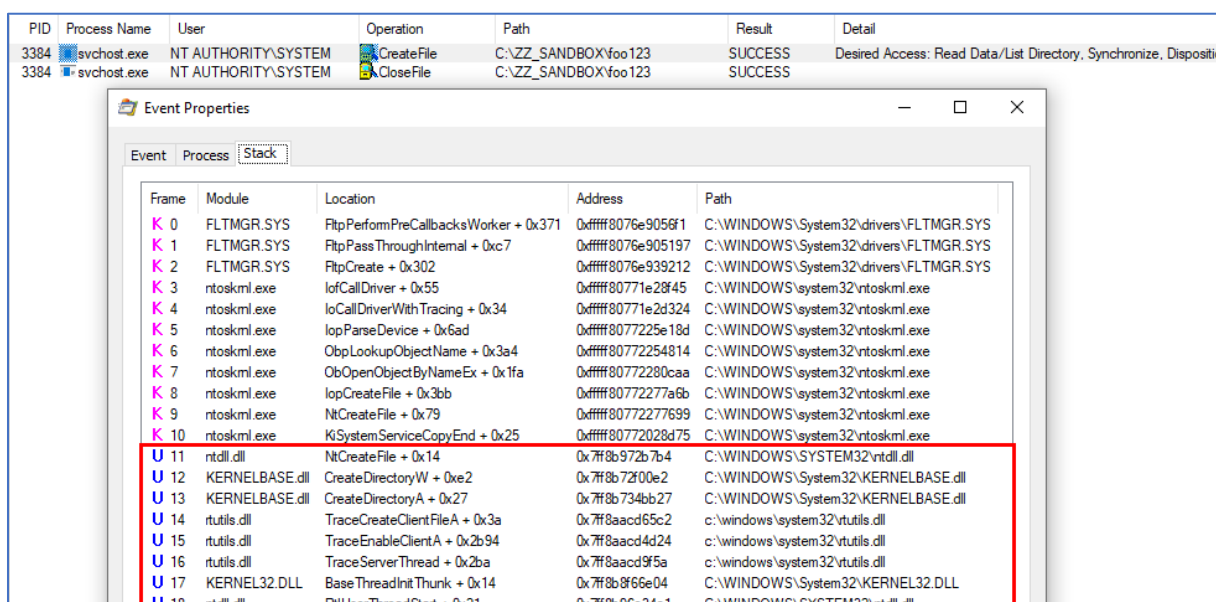 PID Process Name User Operation Path Result Detail
3384 svchost.exe NT AUTHORITY\SYSTEM CreateFile C:\ZZ_SANDBOX\foo123 SUCCESS Desired Access: Read Data/List Directory, Synchronize, Dispositi
3384 svchost.exe NT AUTHORITY\SYSTEM CloseFile C:\ZZ_SANDBOX\foo123 SUCCESS
Event Properties
Event Process Stack
Frame Module Location Address Path
K 0 FLTMGR.SYS FltpPerformPreCallbacksWorker + 0x371 0xfffff8076e9056f1 C:\WINDOWS\System32\drivers\FLTMGR.SYS
K 1 FLTMGR.SYS FltpPassThroughInternal + 0xc7 0xfffff8076e905197 C:\WINDOWS\System32\drivers\FLTMGR.SYS
K 2 FLTMGR.SYS FltpCreate + 0x302 0xfffff8076e939212 C:\WINDOWS\System32\drivers\FLTMGR.SYS
K 3 ntoskrnl.exe IofCallDriver + 0x55 0xfffff80771e28f45 C:\WINDOWS\system32\ntoskrnl.exe
K 4 ntoskrnl.exe IoCallDriverWithTracing + 0x34 0xfffff80771e2d324 C:\WINDOWS\system32\ntoskrnl.exe
K 5 ntoskrnl.exe IopParseDevice + 0x6ad 0xfffff8077225e18d C:\WINDOWS\system32\ntoskrnl.exe
K 6 ntoskrnl.exe ObpLookupObjectName + 0x3a4 0xfffff80772254814 C:\WINDOWS\system32\ntoskrnl.exe
K 7 ntoskrnl.exe ObOpenObjectByNameEx + 0x1fa 0xfffff80772280caa C:\WINDOWS\system32\ntoskrnl.exe
K 8 ntoskrnl.exe IopCreateFile + 0x3bb 0xfffff80772277a6b C:\WINDOWS\system32\ntoskrnl.exe
K 9 ntoskrnl.exe NtCreateFile + 0x79 0xfffff80772277699 C:\WINDOWS\system32\ntoskrnl.exe
K 10 ntoskrnl.exe KiSystemServiceCopyEnd + 0x25 0xfffff80772028d75 C:\WINDOWS\system32\ntoskrnl.exe
U 11 ntdll.dll NtCreateFile + 0x14 0x7ff8b972b7b4 C:\WINDOWS\SYSTEM32\ntdll.dll
U 12 KERNELBASE.dll CreateDirectoryW + 0xe2 0x7ff8b72f00e2 C:\WINDOWS\System32\KERNELBASE.dll
U 13 KERNELBASE.dll CreateDirectoryA + 0x27 0x7ff8b734bb27 C:\WINDOWS\System32\KERNELBASE.dll
U 14 rtutils.dll TraceCreateClientFileA + 0x3a 0x7ff8aacd65c2 c:\windows\system32\rtutils.dll
U 15 rtutils.dll TraceEnableClientA + 0x2b94 0x7ff8aacd4d24 c:\windows\system32\rtutils.dll
U 16 rtutils.dll TraceServerThread + 0x2ba 0x7ff8aacd9f5a c:\windows\system32\rtutils.dll
U 17 KERNEL32.DLL BaseThreadInitThunk + 0x14 0x7ff8b8f66e04 C:\WINDOWS\System32\KERNEL32.DLL